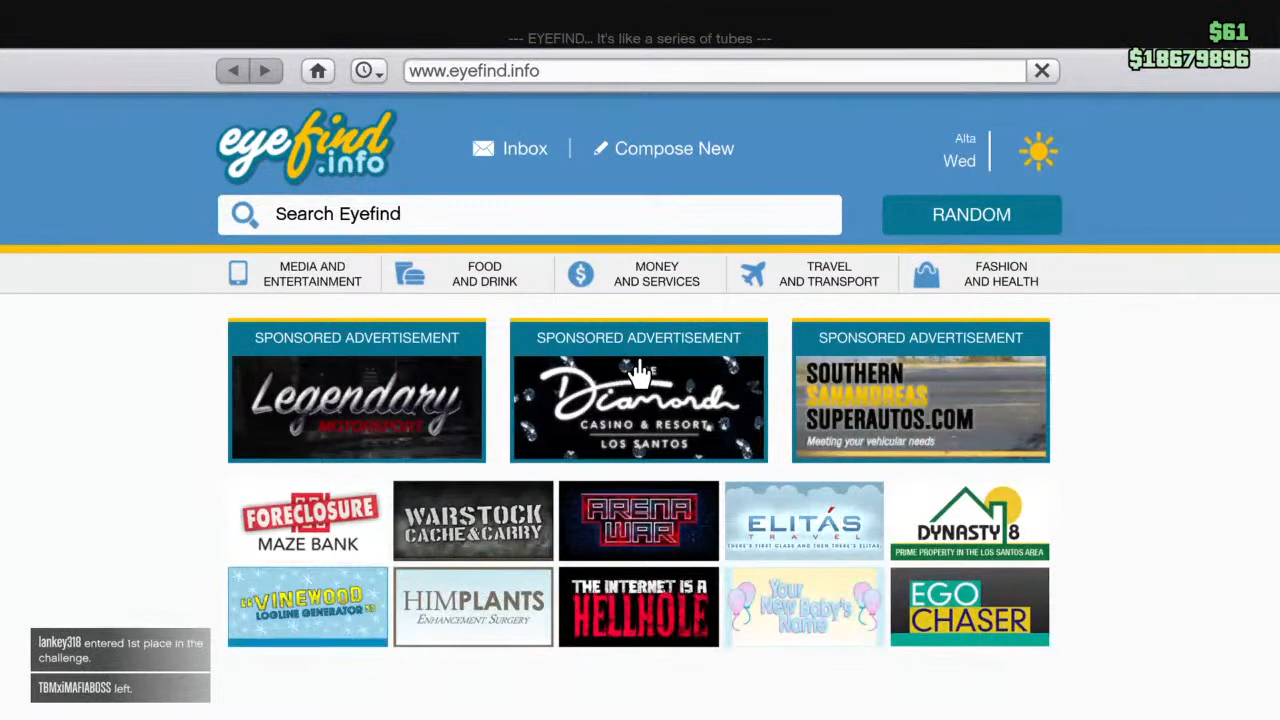 --- EYEFIND... It's like a series of tubes ---
$61
$18679896
www.eyefind.info
eyefind
.info
Inbox
Compose New
Alta
Wed
Search Eyefind
RANDOM
MEDIA AND
ENTERTAINMENT
FOOD
AND DRINK
MONEY
AND SERVICES
TRAVEL
AND TRANSPORT
FASHION
AND HEALTH
SPONSORED ADVERTISEMENT
Legendary
MOTORSPORT
SPONSORED ADVERTISEMENT
Diamond
CASINO & RESORT
LOS SANTOS
SPONSORED ADVERTISEMENT
SOUTHERN
SANANDREAS
SUPERAUTOS.COM
Meeting your vehicular needs
FORECLOSURE
MAZE BANK
WARSTOCK
CACHE & CARRY
ARENA
WAR
ELITÁS
TRAVEL
THERE'S FIRST CLASS AND THEN THERE'S ELITAS
DYNASTY 8
PRIME PROPERTY IN THE LOS SANTOS AREA
"VINEWOOD
LOGLINE GENERATOR"
HIMPLANTS
ENHANCEMENT SURGERY
THE INTERNET IS A
HELLHOLE
Your
New Baby's
Name
EGO
CHASER
lankey318 entered 1st place in the
challenge.
TBMxiMAFIABOSS left.